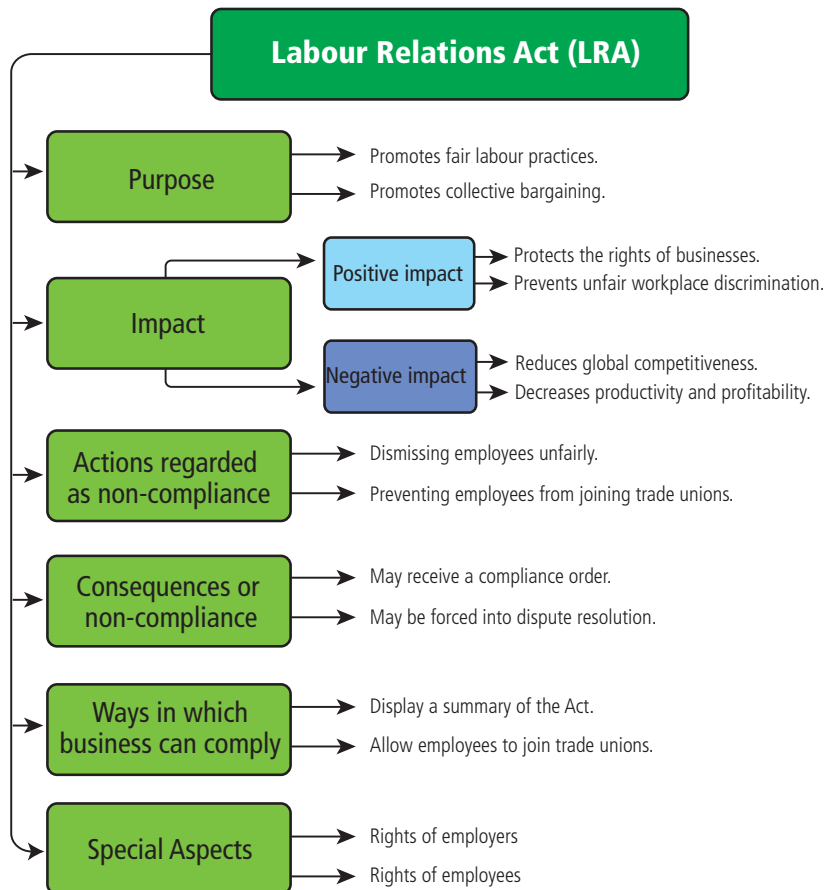 Labour Relations Act (LRA)
Purpose
Promotes fair labour practices.
Promotes collective bargaining.
Impact
Positive impact
Protects the rights of businesses.
Prevents unfair workplace discrimination.
Negative impact
Reduces global competitiveness.
Decreases productivity and profitability.
Actions regarded
as non-compliance
Dismissing employees unfairly.
Preventing employees from joining trade unions.
Consequences or
non-compliance
May receive a compliance order.
May be forced into dispute resolution.
Ways in which
business can comply
Display a summary of the Act.
Allow employees to join trade unions.
Special Aspects
Rights of employers
Rights of employees